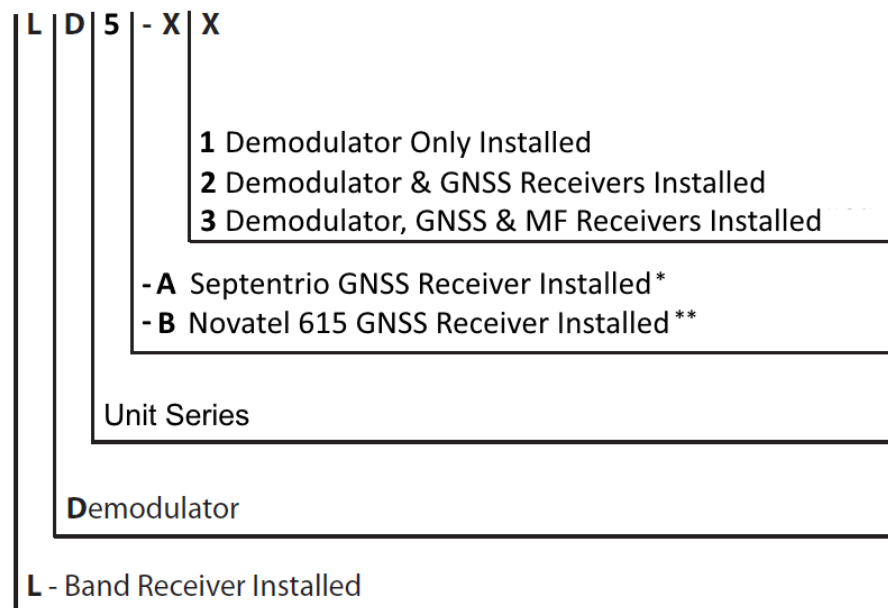 L D 5 - X X
1 Demodulator Only Installed
2 Demodulator & GNSS Receivers Installed
3 Demodulator, GNSS & MF Receivers Installed
- A Septentrio GNSS Receiver Installed*
- B Novatel 615 GNSS Receiver Installed**
Unit Series
Demodulator
L - Band Receiver Installed